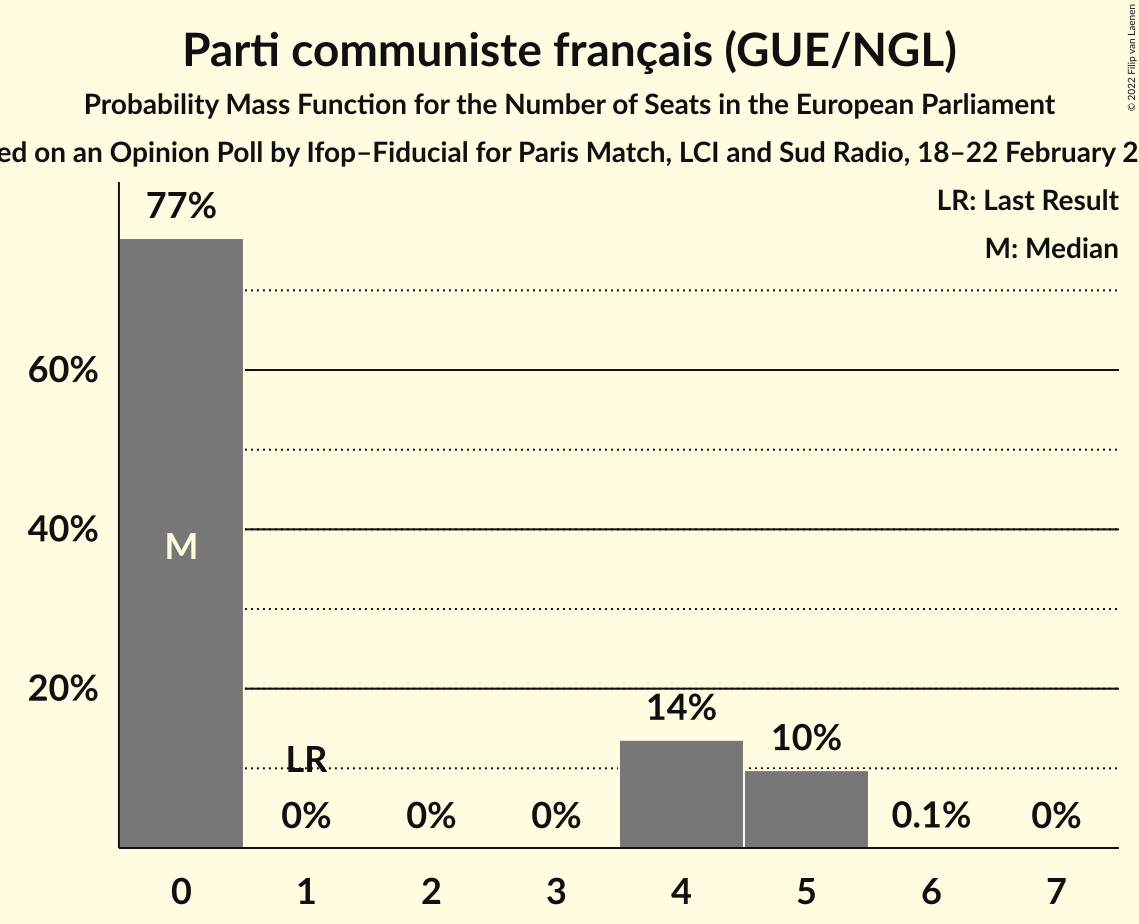 Parti communiste français (GUE/NGL)
Probability Mass Function for the Number of Seats in the European Parliament
on an Opinion Poll by Ifop–Fiducial for Paris Match, LCI and Sud Radio, 18–22 February
© 2022 Filip van Laenen
LR: Last Result
M: Median
77%
60%
40%
M
20%
14%
10%
LR
0%
0%
0%
0.1%
0%
0
1
2
3
4
5
6
7